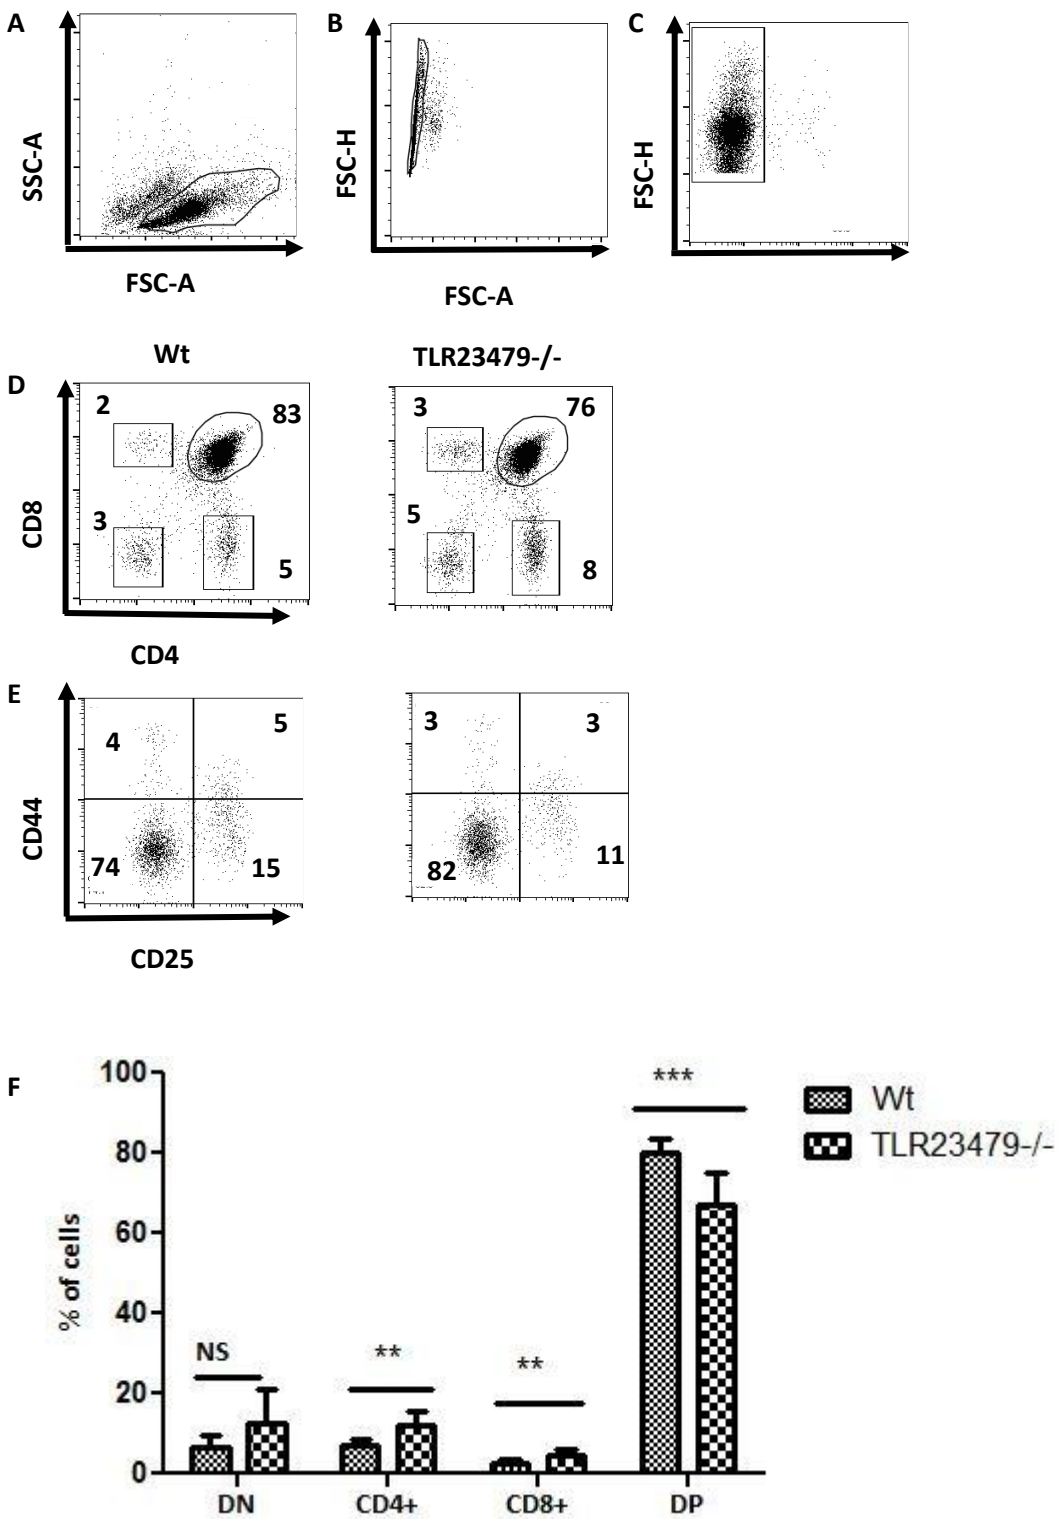 A
B
C
SSC-A
FSC-H
FSC-H
FSC-A
FSC-A
Wt
TLR23479-/-
D
2
83
3
76
CD8
3
5
5
8
CD4
E
4
5
3
3
CD44
74
15
82
11
CD25
F
100
80
60
40
20
0
% of cells
NS
**
**
***
Wt
TLR23479-/-
DN
CD4+
CD8+
DP